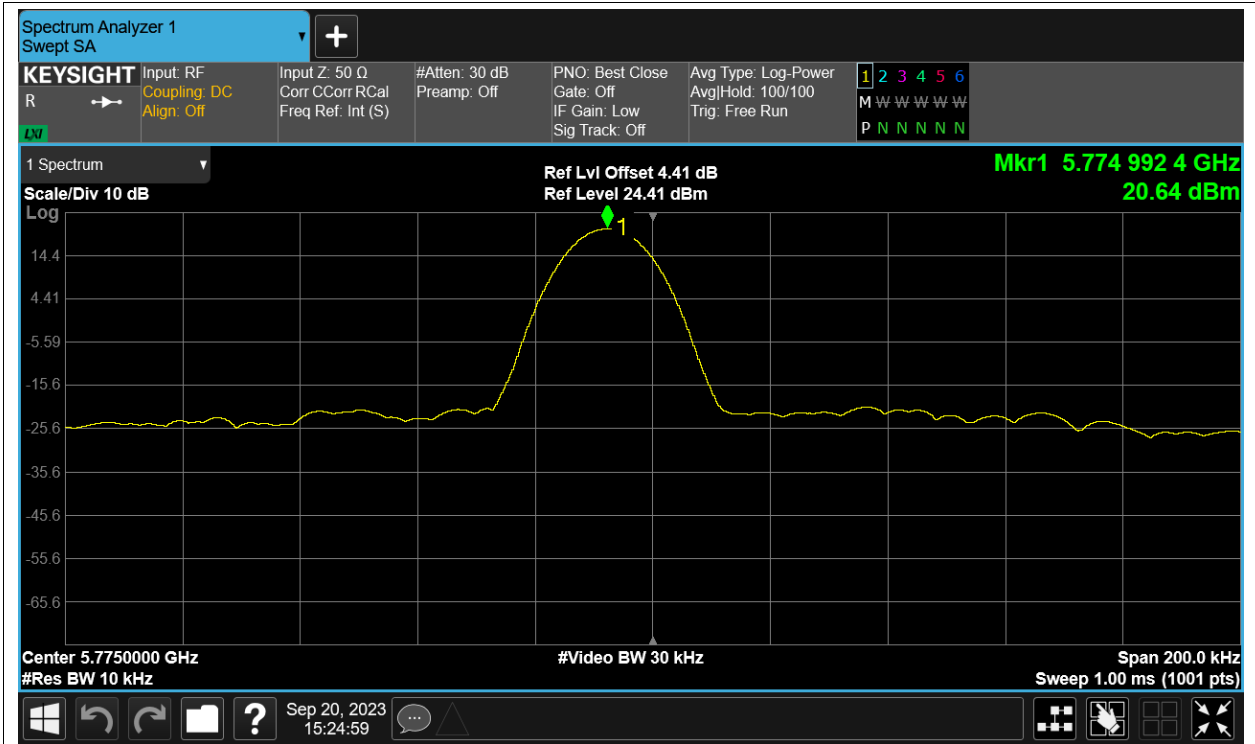 Spectrum Analyzer 1
Swept SA
KEYSIGHT
R
LXI
Input: RF
Coupling: DC
Align: Off
Input Z: 50 Ω
Corr CCorr RCal
Freq Ref: Int (S)
#Atten: 30 dB
Preamp: Off
PNO: Best Close
Gate: Off
IF Gain: Low
Sig Track: Off
Avg Type: Log-Power
Avg|Hold: 100/100
Trig: Free Run
1 2 3 4 5 6
M W W W W W
P N N N N N
1 Spectrum
Scale/Div 10 dB
Log
Ref Lvl Offset 4.41 dB
Ref Level 24.41 dBm
Mkr1 5.774 992 4 GHz
20.64 dBm
1
14.4
4.41
-5.59
-15.6
-25.6
-35.6
-45.6
-55.6
-65.6
Center 5.7750000 GHz
#Res BW 10 kHz
#Video BW 30 kHz
Span 200.0 kHz
Sweep 1.00 ms (1001 pts)
?
Sep 20, 2023
15:24:59